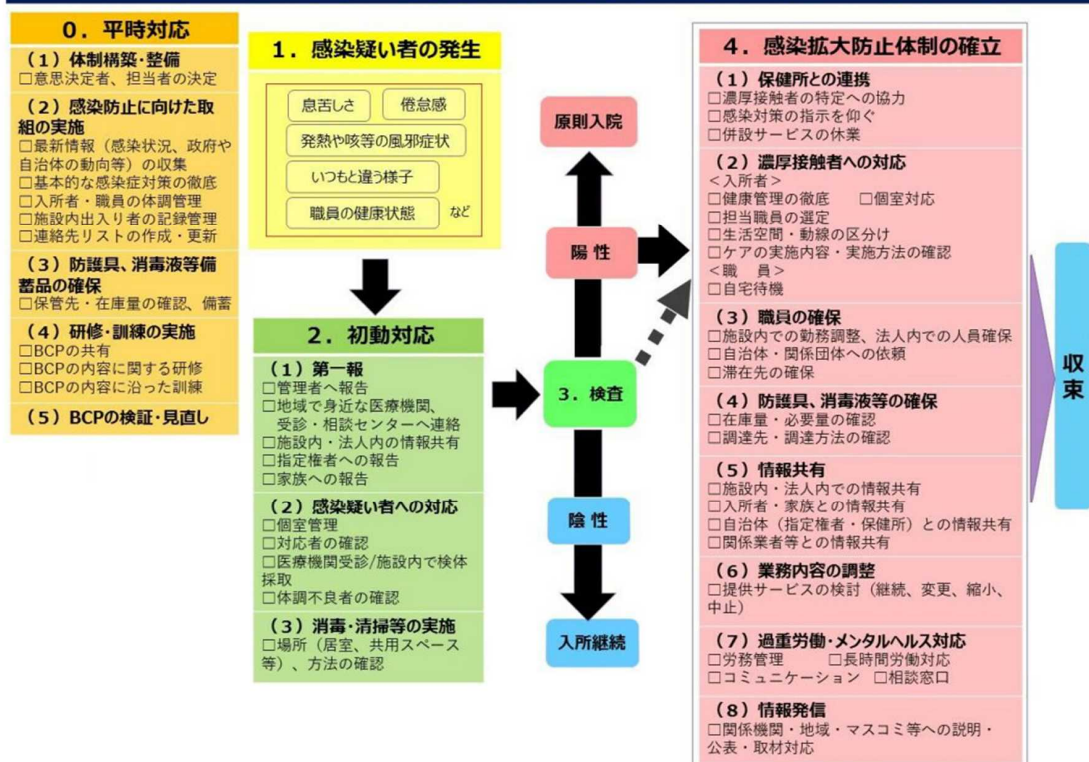 0．平時対応
（1）体制構築・整備
□意思決定者、担当者の決定
（2）感染防止に向けた取
組の実施
□最新情報（感染状況、政府や
自治体の動向等）の収集
□基本的な感染症対策の徹底
□入所者・職員の体調管理
□施設内出入り者の記録管理
□連絡先リストの作成・更新
（3）防護具、消毒液等備
蓄品の確保
□保管先・在庫量の確認、備蓄
（4）研修・訓練の実施
□BCPの共有
□BCPの内容に関する研修
□BCPの内容に沿った訓練
（5）BCPの検証・見直し
1．感染疑い者の発生
息苦しさ
倦怠感
発熱や咳等の風邪症状
いつもと違う様子
職員の健康状態
など
2．初動対応
（1）第一報
□管理者へ報告
□地域で身近な医療機関、
受診・相談センターへ連絡
□施設内・法人内の情報共有
□指定権者への報告
□家族への報告
（2）感染疑い者への対応
□個室管理
□対応者の確認
□医療機関受診/施設内で検体
採取
□体調不良者の確認
（3）消毒・清掃等の実施
□場所（居室、共用スペース
等）、方法の確認
原則入院
陽 性
3．検査
陰 性
入所継続
4．感染拡大防止体制の確立
（1）保健所との連携
□濃厚接触者の特定への協力
□感染対策の指示を仰ぐ
□併設サービスの休業
（2）濃厚接触者への対応
＜入所者＞
□健康管理の徹底　□個室対応
□担当職員の選定
□生活空間・動線の区分け
□ケアの実施内容・実施方法の確認
＜職　員＞
□自宅待機
（3）職員の確保
□施設内での勤務調整、法人内での人員確保
□自治体・関係団体への依頼
□滞在先の確保
（4）防護具、消毒液等の確保
□在庫量・必要量の確認
□調達先・調達方法の確認
（5）情報共有
□施設内・法人内での情報共有
□入所者・家族との情報共有
□自治体（指定権者・保健所）との情報共有
□関係業者等との情報共有
（6）業務内容の調整
□提供サービスの検討（継続、変更、縮小、
中止）
（7）過重労働・メンタルヘルス対応
□労務管理　□長時間労働対応
□コミュニケーション　□相談窓口
（8）情報発信
□関係機関・地域・マスコミ等への説明・
公表・取材対応
収束